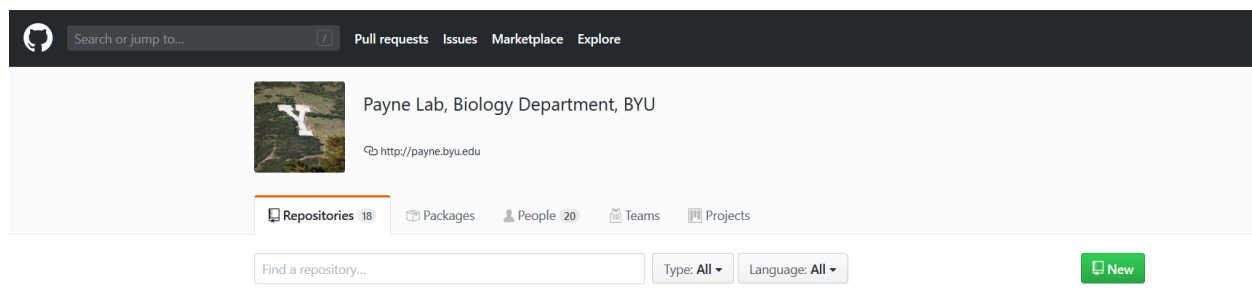 Search or jump to... /
Pull requests Issues Marketplace Explore
Y
Payne Lab, Biology Department, BYU
http://payne.byu.edu
Repositories 18 Packages People 20 Teams Projects
Find a repository... Type: All Language: All New